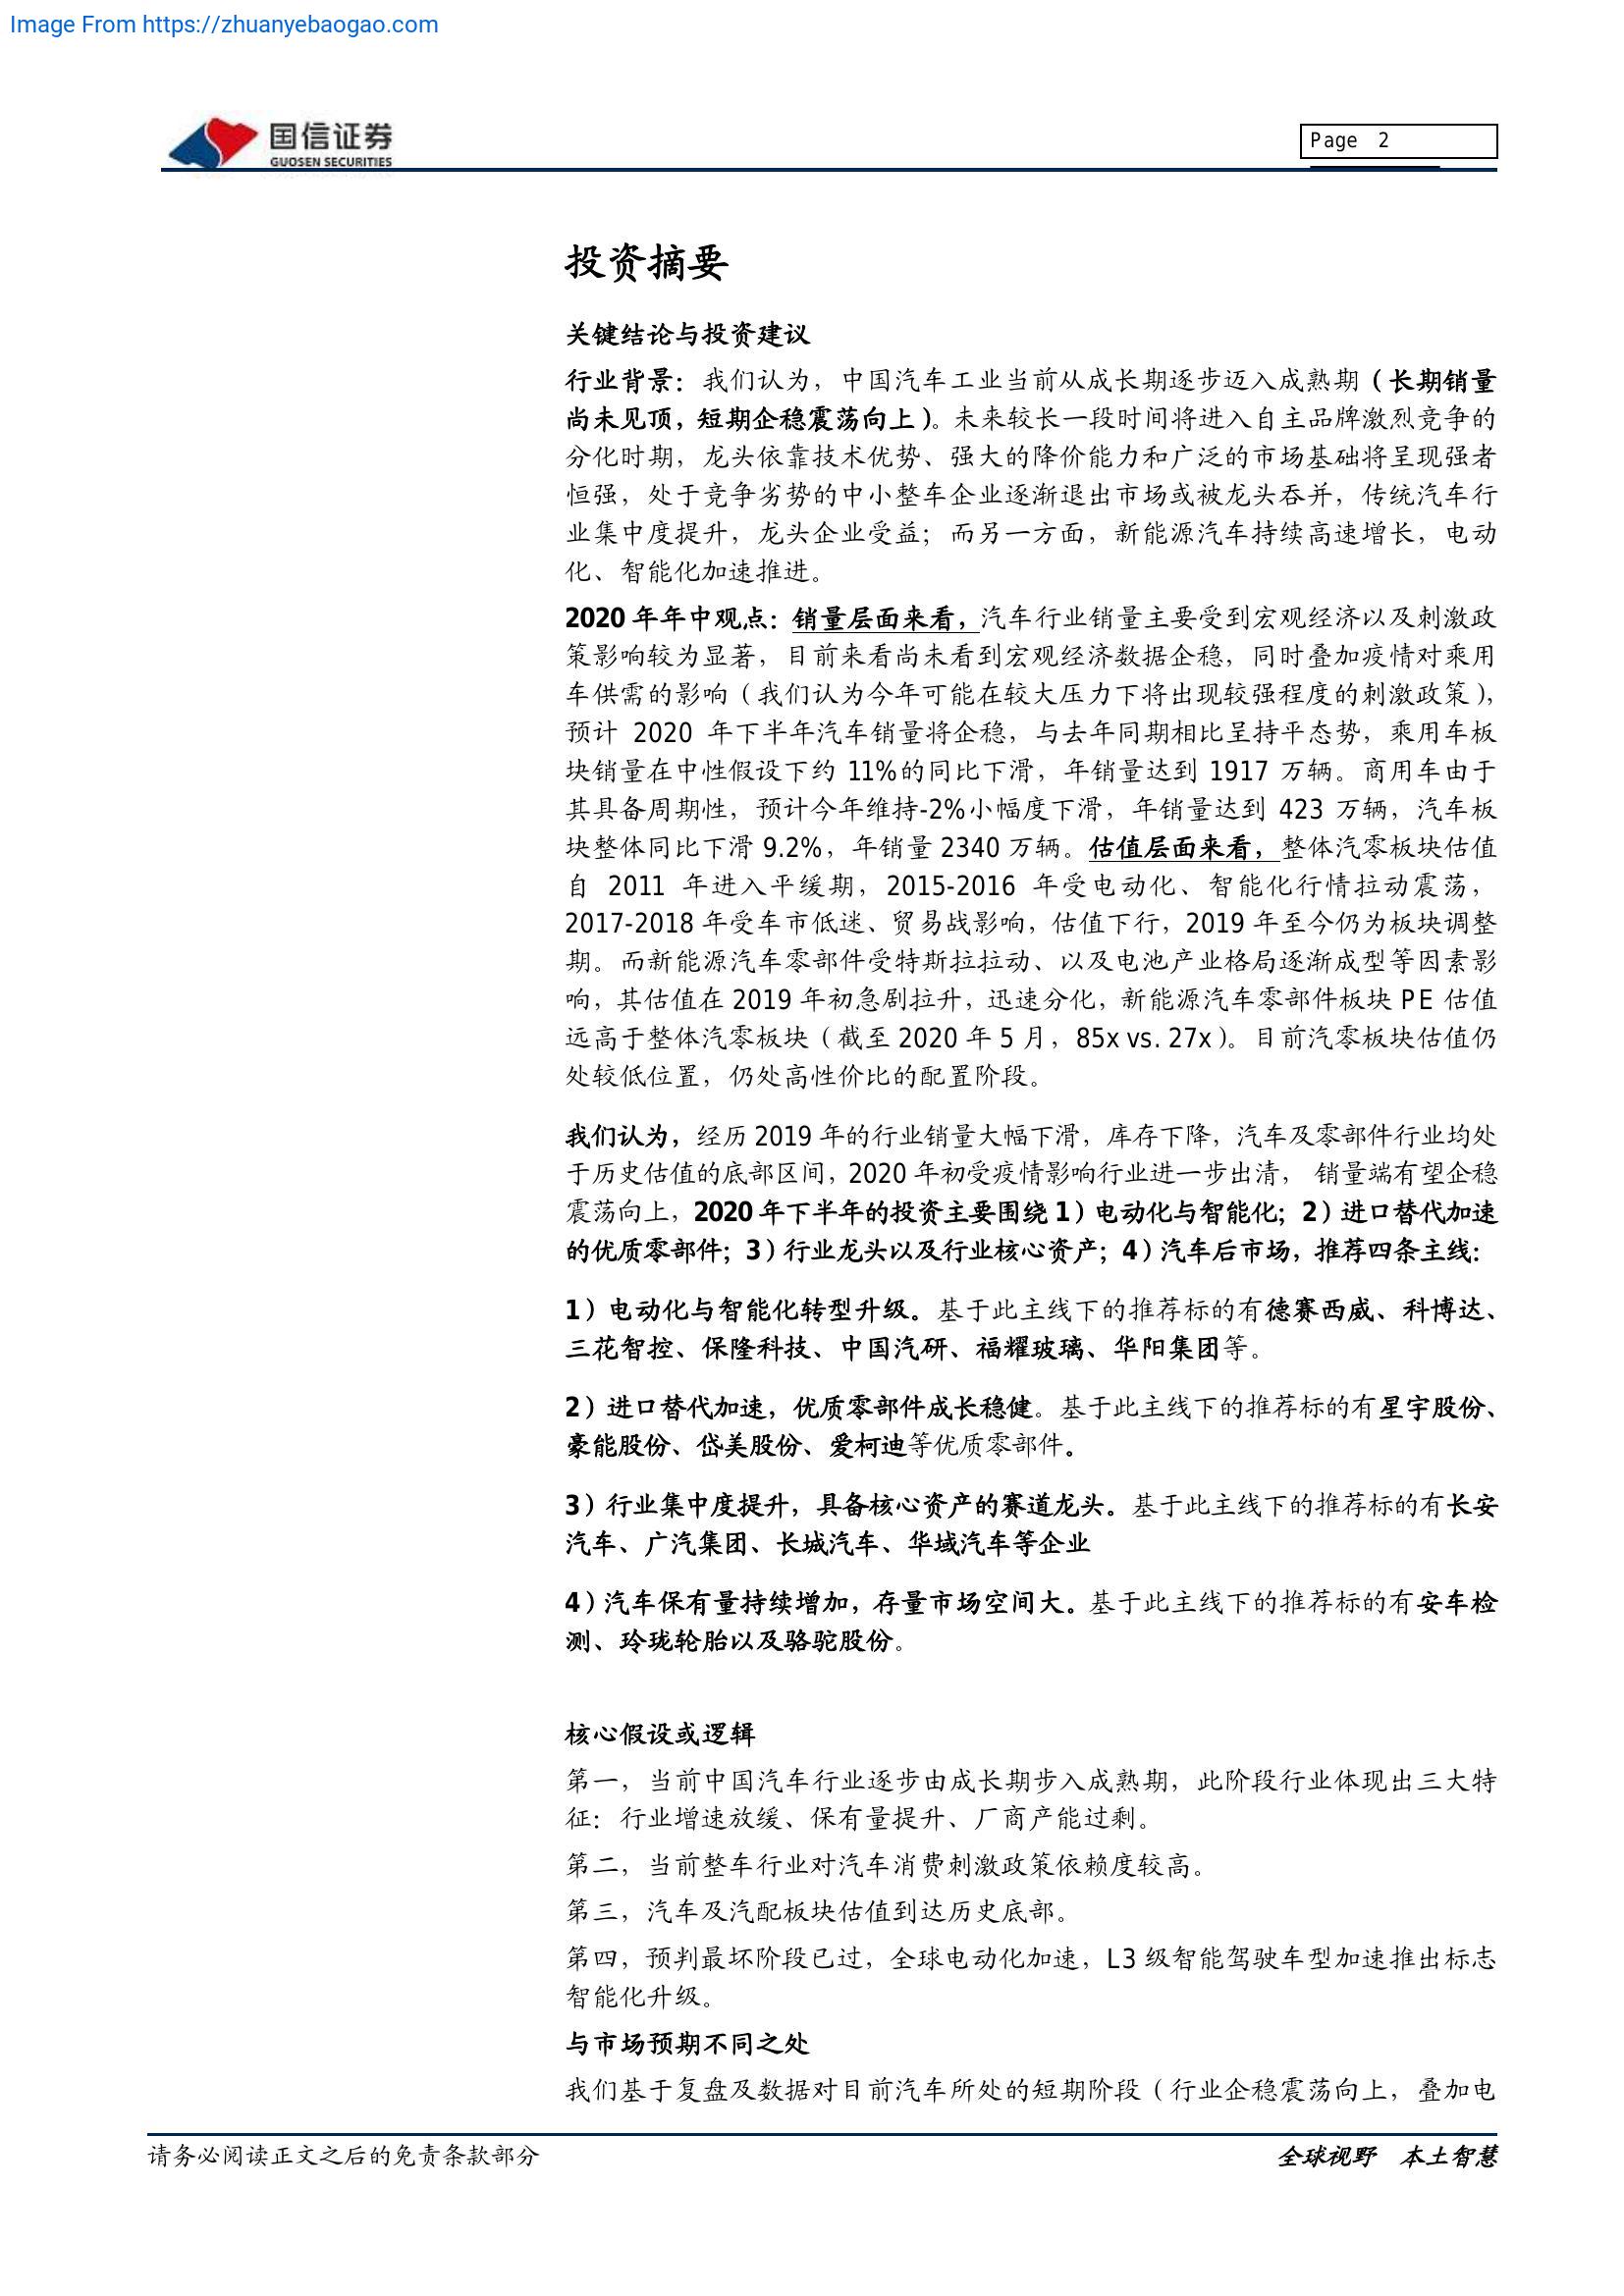 Image From https://zhuanyebaogao.com
国信证券
GUOSEN SECURITIES
Page 2
投资摘要
关键结论与投资建议
行业背景：我们认为，中国汽车工业当前从成长期逐步迈入成熟期（长期销量
尚未见顶，短期企稳震荡向上）。未来较长一段时间将进入自主品牌激烈竞争的
分化时期，龙头依靠技术优势、强大的降价能力和广泛的市场基础将呈现强者
恒强，处于竞争劣势的中小整车企业逐渐退出市场或被龙头吞并，传统汽车行
业集中度提升，龙头企业受益；而另一方面，新能源汽车持续高速增长，电动
化、智能化加速推进。
2020 年年中观点：销量层面来看，汽车行业销量主要受到宏观经济以及刺激政
策影响较为显著，目前来看尚未看到宏观经济数据企稳，同时叠加疫情对乘用
车供需的影响（我们认为今年可能在较大压力下将出现较强程度的刺激政策），
预计 2020 年下半年汽车销量将企稳，与去年同期相比呈持平态势，乘用车板
块销量在中性假设下约 11%的同比下滑，年销量达到 1917 万辆。商用车由于
其具备周期性，预计今年维持-2%小幅度下滑，年销量达到 423 万辆，汽车板
块整体同比下滑 9.2%，年销量 2340 万辆。估值层面来看，整体汽零板块估值
自 2011 年进入平缓期，2015-2016 年受电动化、智能化行情拉动震荡，
2017-2018 年受车市低迷、贸易战影响，估值下行，2019 年至今仍为板块调整
期。而新能源汽车零部件受特斯拉拉动、以及电池产业格局逐渐成型等因素影
响，其估值在 2019 年初急剧拉升，迅速分化，新能源汽车零部件板块 PE 估值
远高于整体汽零板块（截至 2020 年 5 月，85x vs. 27x）。目前汽零板块估值仍
处较低位置，仍处高性价比的配置阶段。
我们认为，经历 2019 年的行业销量大幅下滑，库存下降，汽车及零部件行业均处
于历史估值的底部区间，2020 年初受疫情影响行业进一步出清， 销量端有望企稳
震荡向上，2020 年下半年的投资主要围绕 1）电动化与智能化；2）进口替代加速
的优质零部件；3）行业龙头以及行业核心资产；4）汽车后市场，推荐四条主线：
1）电动化与智能化转型升级。基于此主线下的推荐标的有德赛西威、科博达、
三花智控、保隆科技、中国汽研、福耀玻璃、华阳集团等。
2）进口替代加速，优质零部件成长稳健。基于此主线下的推荐标的有星宇股份、
豪能股份、岱美股份、爱柯迪等优质零部件。
3）行业集中度提升，具备核心资产的赛道龙头。基于此主线下的推荐标的有长安
汽车、广汽集团、长城汽车、华域汽车等企业
4）汽车保有量持续增加，存量市场空间大。基于此主线下的推荐标的有安车检
测、玲珑轮胎以及骆驼股份。
核心假设或逻辑
第一，当前中国汽车行业逐步由成长期步入成熟期，此阶段行业体现出三大特
征：行业增速放缓、保有量提升、厂商产能过剩。
第二，当前整车行业对汽车消费刺激政策依赖度较高。
第三，汽车及汽配板块估值到达历史底部。
第四，预判最坏阶段已过，全球电动化加速，L3 级智能驾驶车型加速推出标志
智能化升级。
与市场预期不同之处
我们基于复盘及数据对目前汽车所处的短期阶段（行业企稳震荡向上，叠加电
请务必阅读正文之后的免责条款部分
全球视野 本土智慧